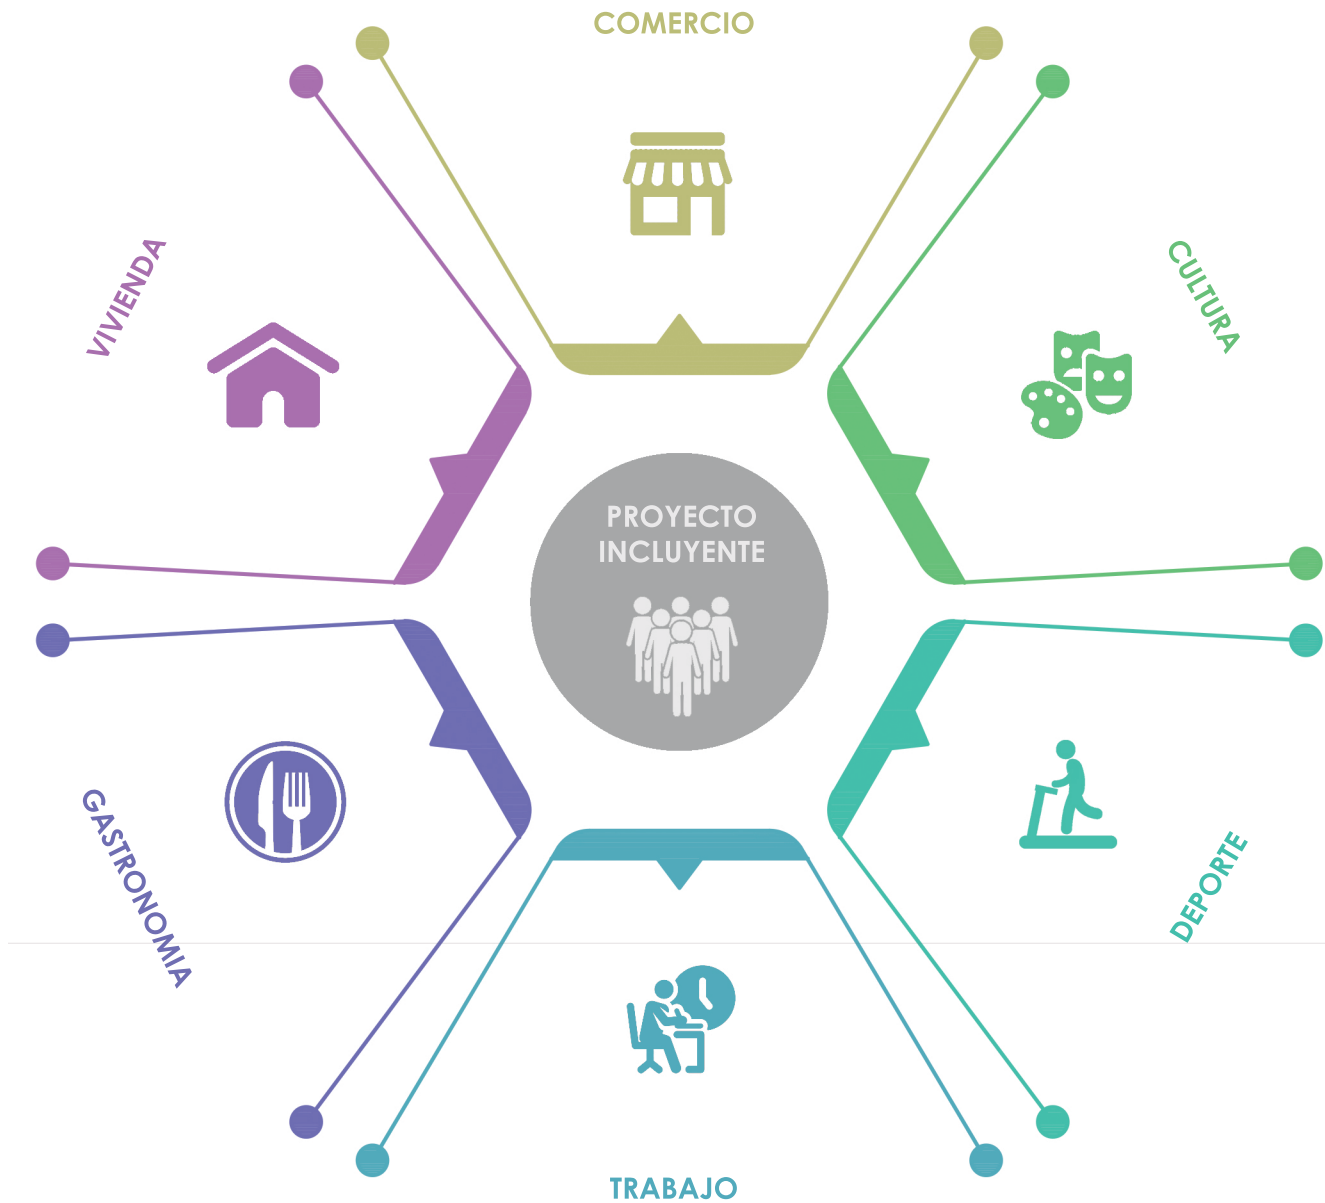 COMERCIO
VIVIENDA
CULTURA
PROYECTO
INCLUYENTE
GASTRONOMIA
DEPORTE
TRABAJO